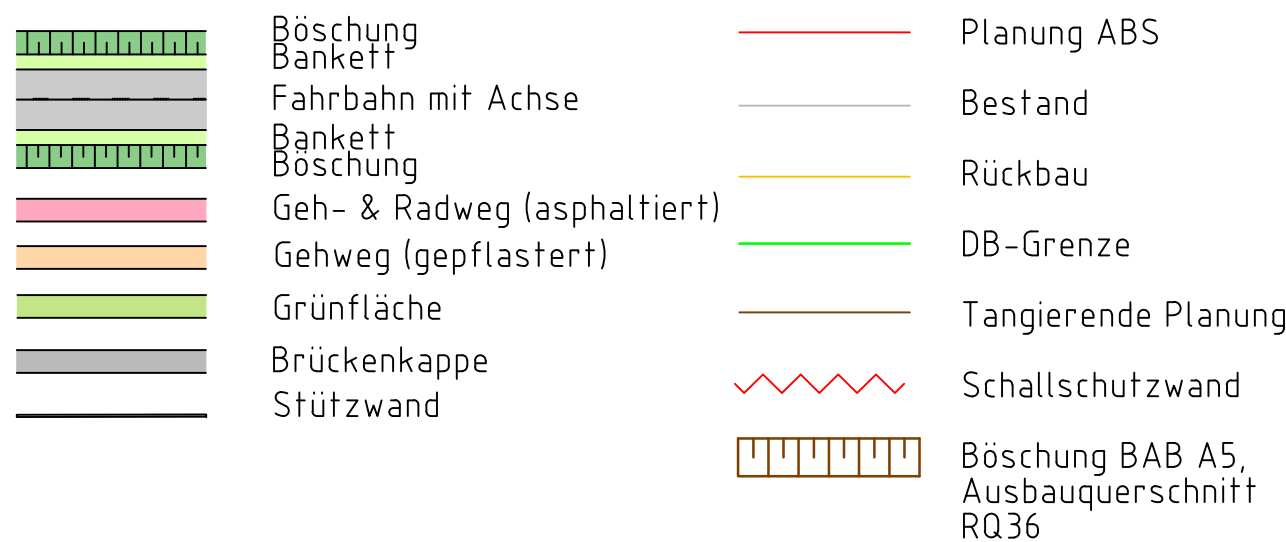 Böschung
Bankett
Fahrbahn mit Achse
Bankett
Böschung
Geh- & Radweg (asphaltiert)
Gehweg (gepflastert)
Grünfläche
Brückenkappe
Stützwand
Planung ABS
Bestand
Rückbau
DB-Grenze
Tangierende Planung
Schallschutzwand
Böschung BAB A5,
Ausbauquerschnitt
RQ36